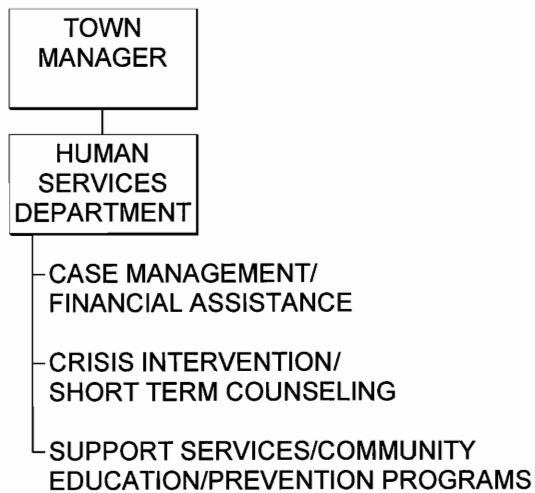 TOWN
MANAGER
HUMAN
SERVICES
DEPARTMENT
CASE MANAGEMENT/
FINANCIAL ASSISTANCE
CRISIS INTERVENTION/
SHORT TERM COUNSELING
SUPPORT SERVICES/COMMUNITY
EDUCATION/PREVENTION PROGRAMS